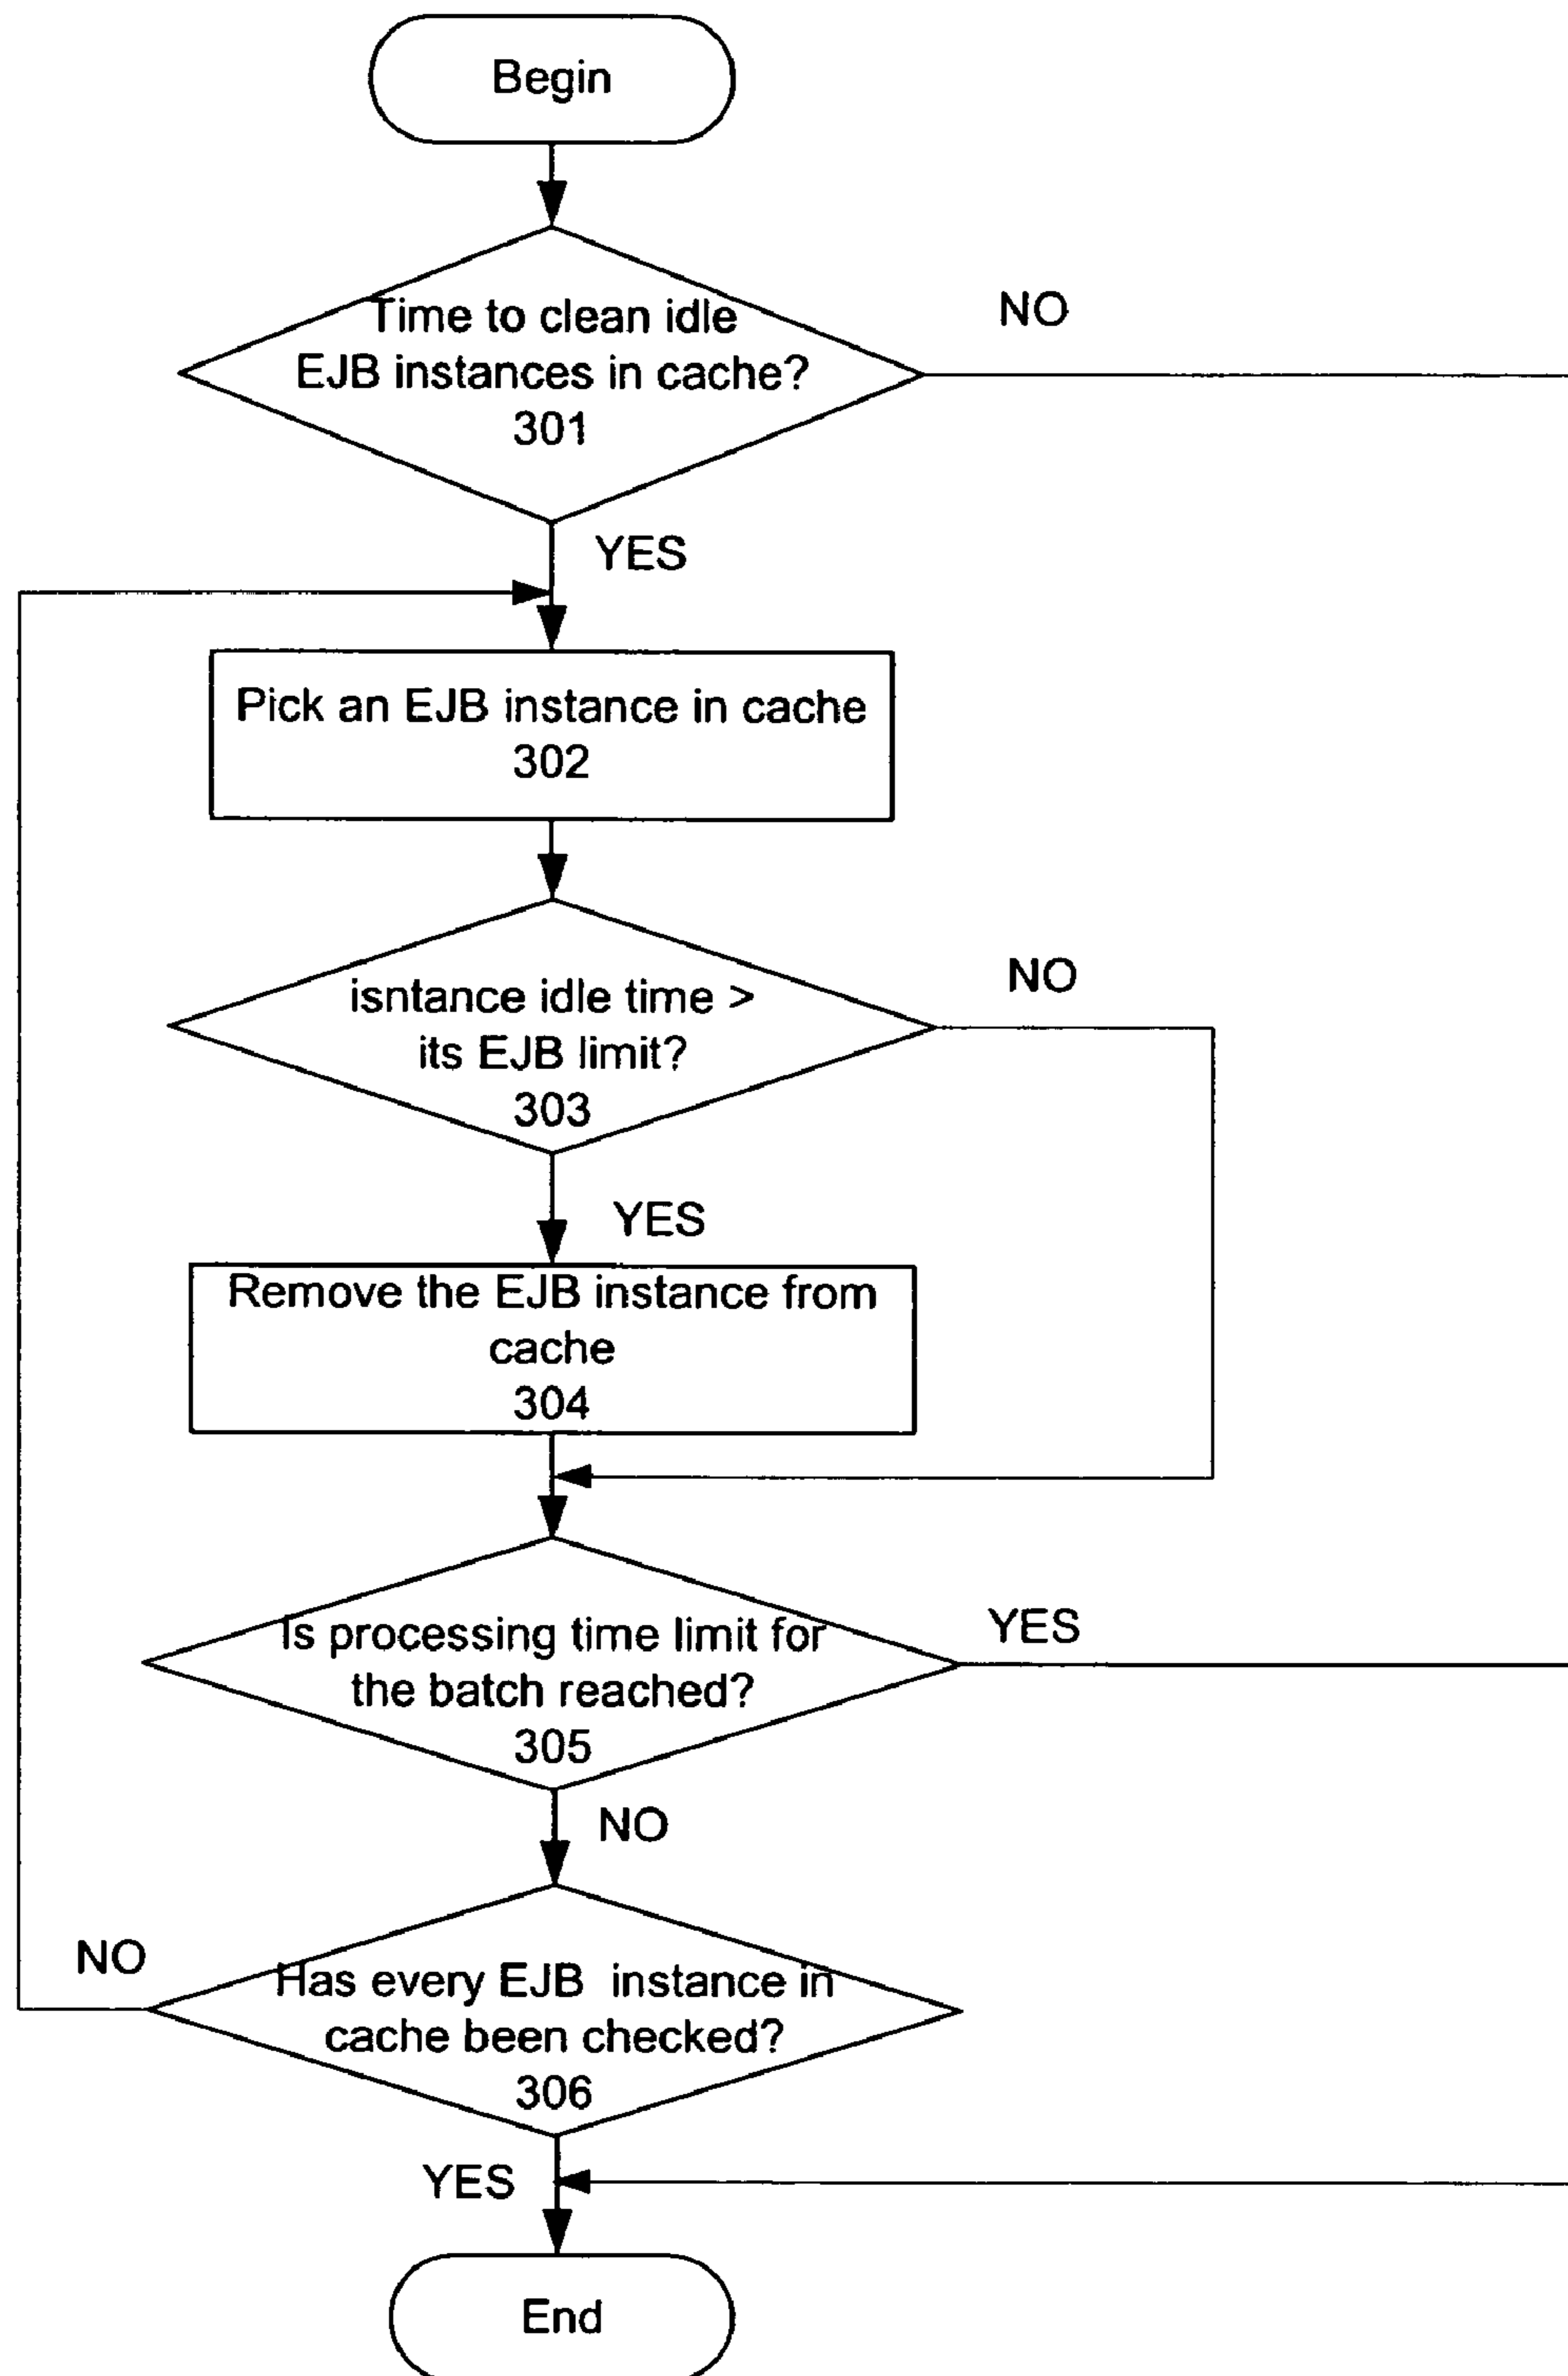 Begin
Time to clean idle
EJB instances in cache?
301
NO
YES
Pick an EJB instance in cache
302
isntance idle time >
its EJB limit?
303
NO
YES
Remove the EJB instance from
cache
304
Is processing time limit for
the batch reached?
305
YES
NO
Has every EJB instance in
cache been checked?
306
NO
YES
End